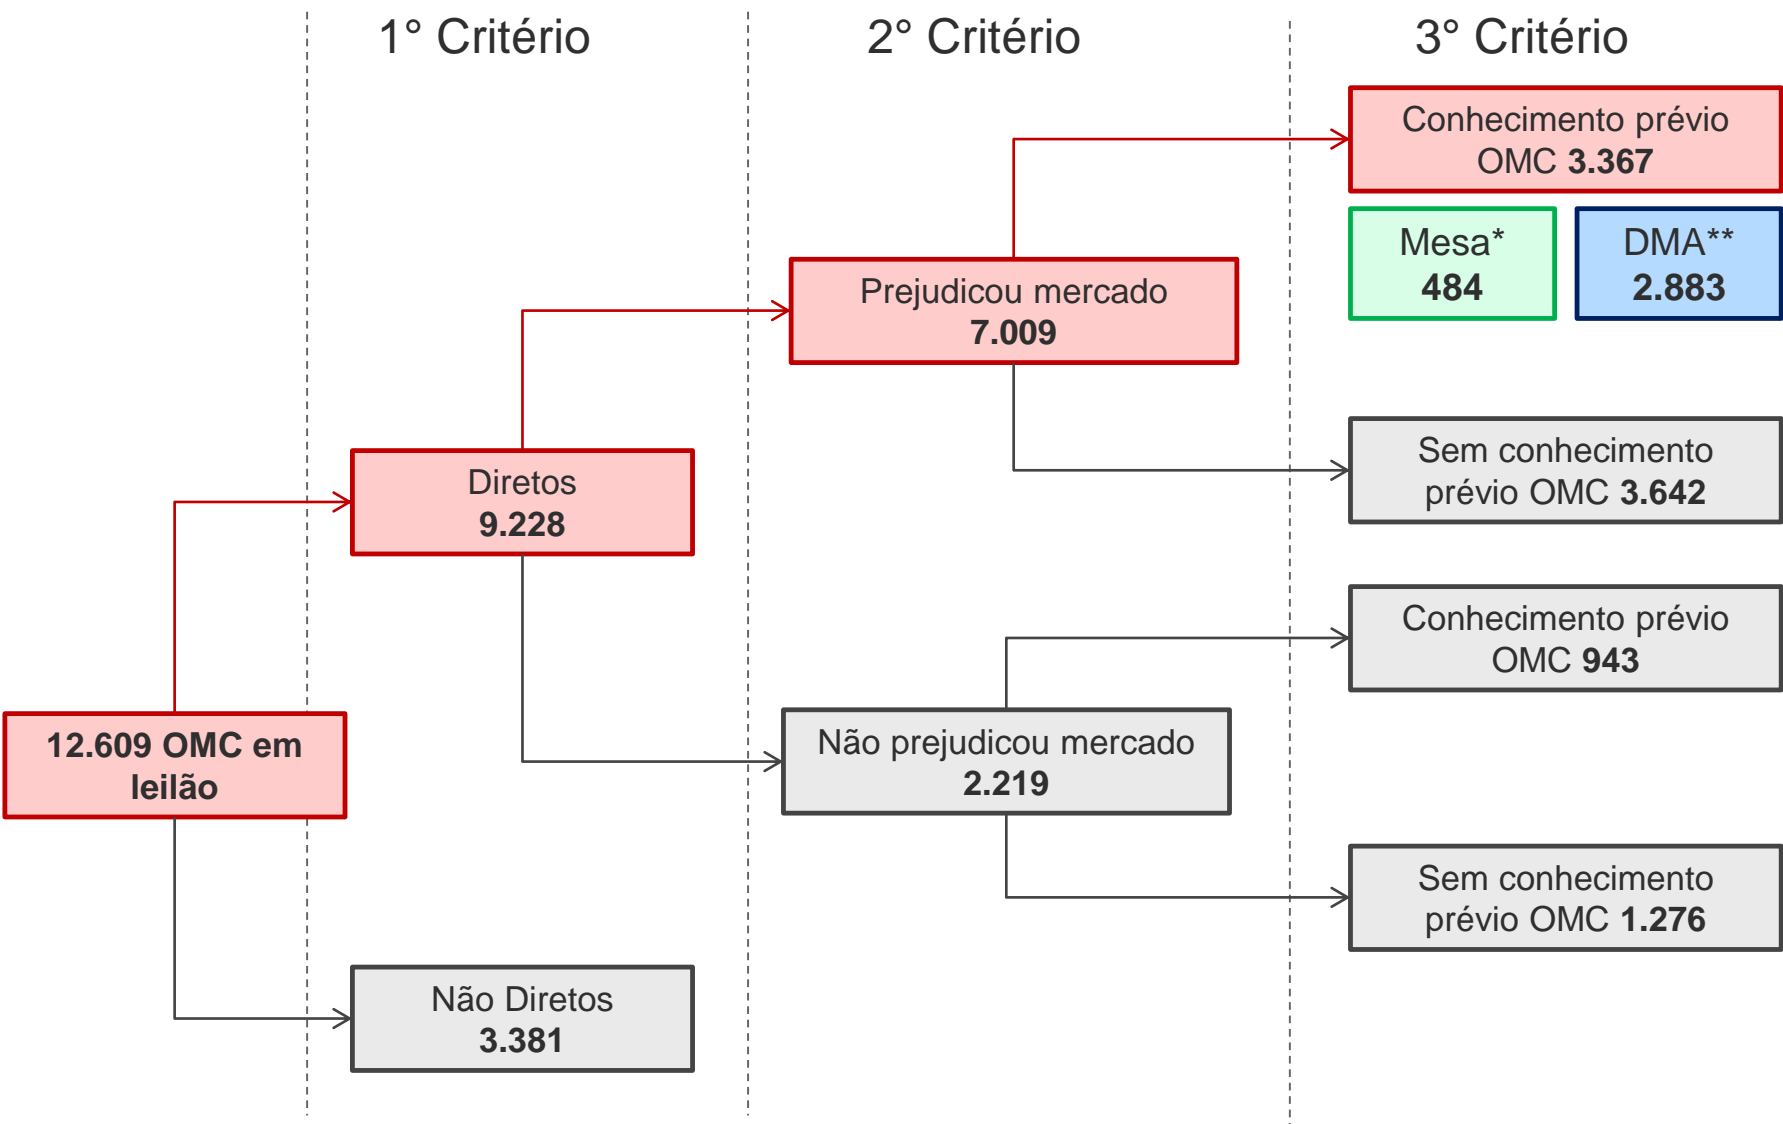 1° Critério
2° Critério
3° Critério
Conhecimento prévio
OMC 3.367
Mesa*
484
DMA**
2.883
Prejudicou mercado
7.009
Sem conhecimento
prévio OMC 3.642
Diretos
9.228
Conhecimento prévio
OMC 943
12.609 OMC em
leilão
Não prejudicou mercado
2.219
Sem conhecimento
prévio OMC 1.276
Não Diretos
3.381